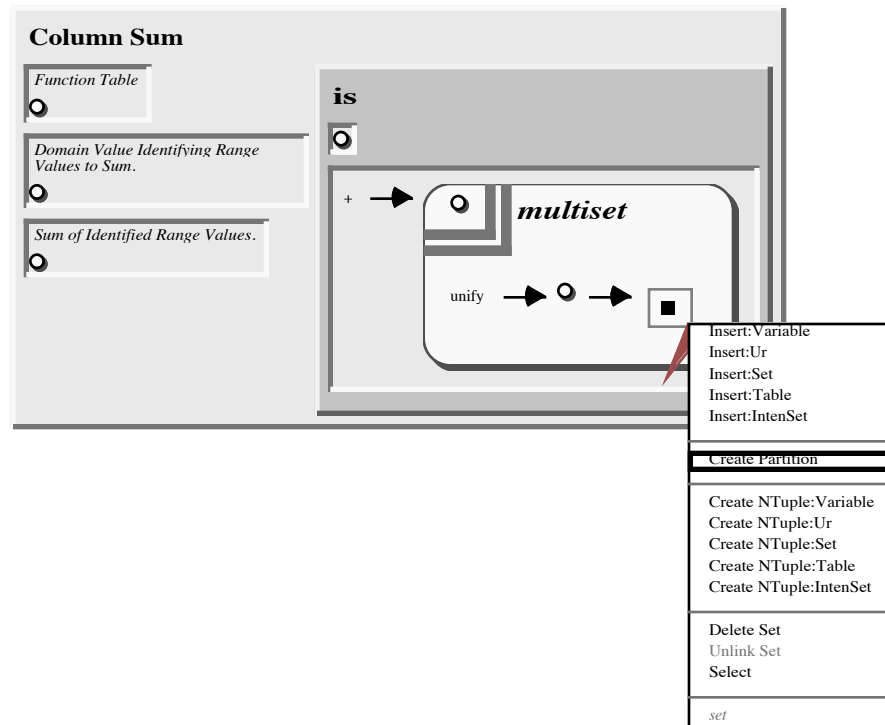 Column Sum
Function Table
Domain Value Identifying Range
Values to Sum.
Sum of Identified Range Values.
is
+
multiset
unify
Insert:Variable
Insert:Ur
Insert:Set
Insert:Table
Insert:IntenSet
Create Partition
Create NTuple:Variable
Create NTuple:Ur
Create NTuple:Set
Create NTuple:Table
Create NTuple:IntenSet
Delete Set
Unlink Set
Select
set